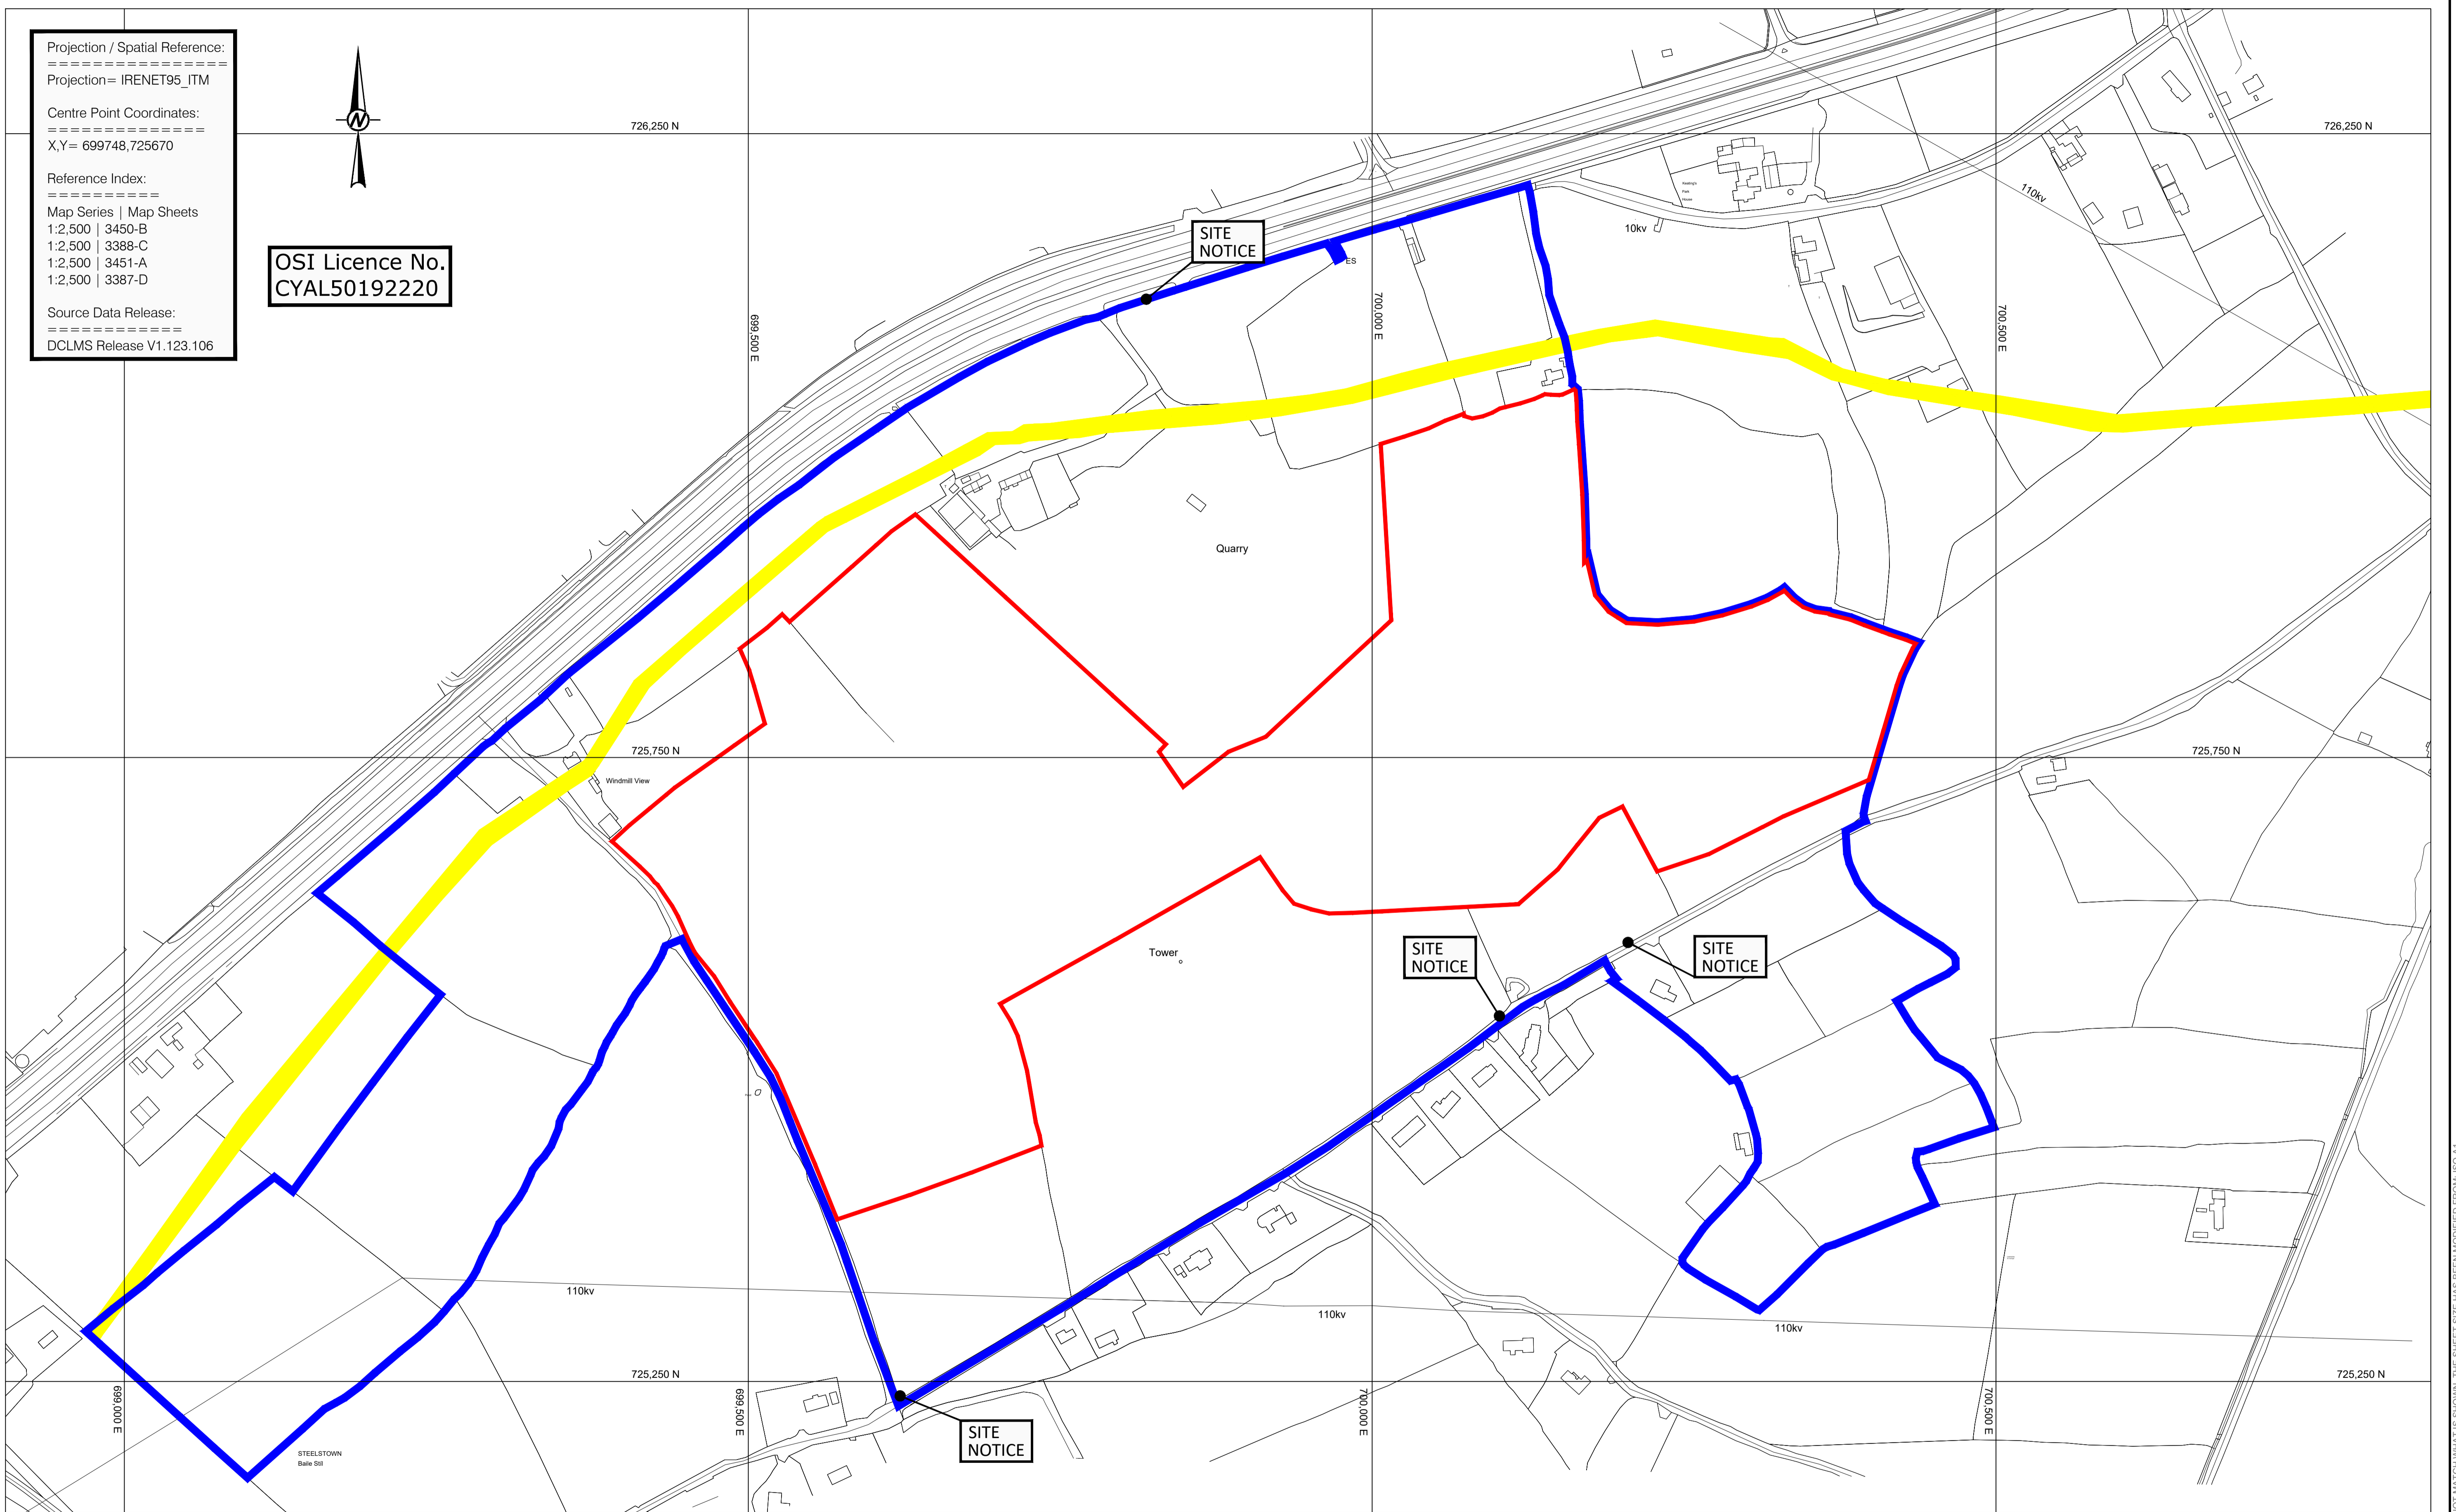 Projection / Spatial Reference:
================
Projection= IRENET95_ITM
Centre Point Coordinates:
==============
X,Y= 699748,725670
Reference Index:
==========
Map Series | Map Sheets
1:2,500 | 3450-B
1:2,500 | 3388-C
1:2,500 | 3451-A
1:2,500 | 3387-D
Source Data Release:
============
DCLMS Release V1.123.106
N
OSI Licence No.
CYAL50192220
726,250 N
726,250 N
SITE
NOTICE
ES
10kv
110kv
Keating's
Park
House
699,500 E
700,000 E
700,500 E
Quarry
725,750 N
725,750 N
Windmill View
Tower
SITE
NOTICE
SITE
NOTICE
110kv
110kv
110kv
725,250 N
725,250 N
699,000 E
699,500 E
700,000 E
700,500 E
SITE
NOTICE
STEELSTOWN
Baile Stil